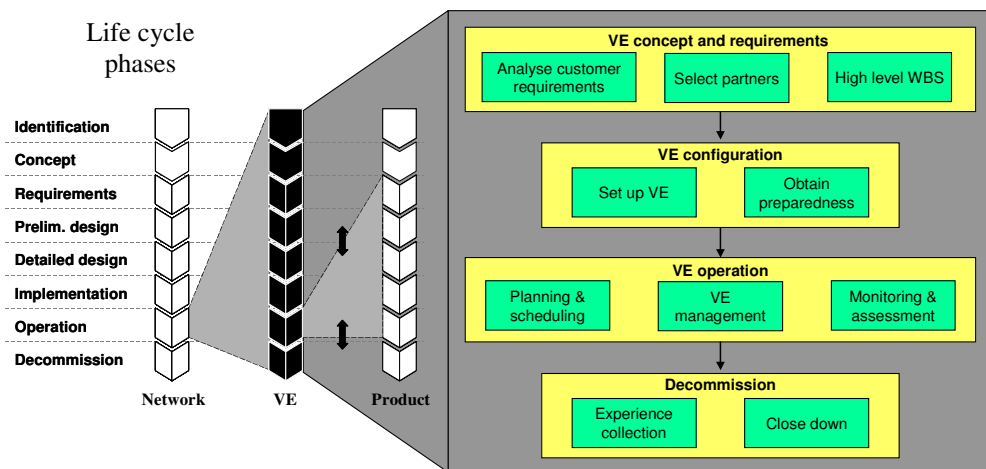 Life cycle
phases
Identification
Concept
Requirements
Prelim. design
Detailed design
Implementation
Operation
Decommission
Network
VE
Product
VE concept and requirements
Analyse customer
requirements
Select partners
High level WBS
VE configuration
Set up VE
Obtain
preparedness
VE operation
Planning &
scheduling
VE
management
Monitoring &
assessment
Decommission
Experience
collection
Close down